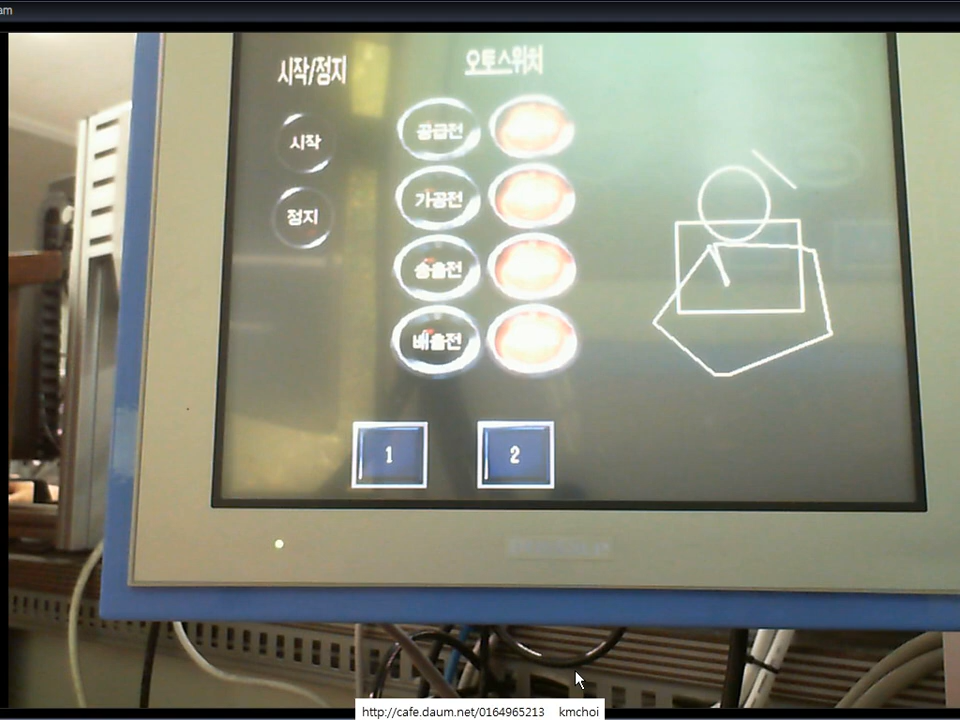 am
시작/정지
오토스위치
시작
공급전
정지
가공전
송출전
배출전
1
2
http://cafe.daum.net/0164965213 kmchoi